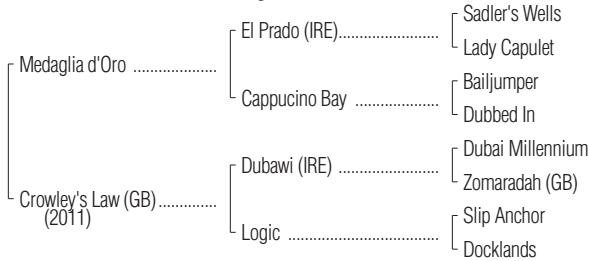 Sadler's Wells
El Prado (IRE).......................
Lady Capulet
Medaglia d'Oro ...................
Bailjumper
Cappucino Bay ...................
Dubbed In
Dubai Millennium
Dubawi (IRE) .......................
Zomaradah (GB)
Crowley's Law (GB).............
(2011)
Slip Anchor
Logic ..................................
Docklands